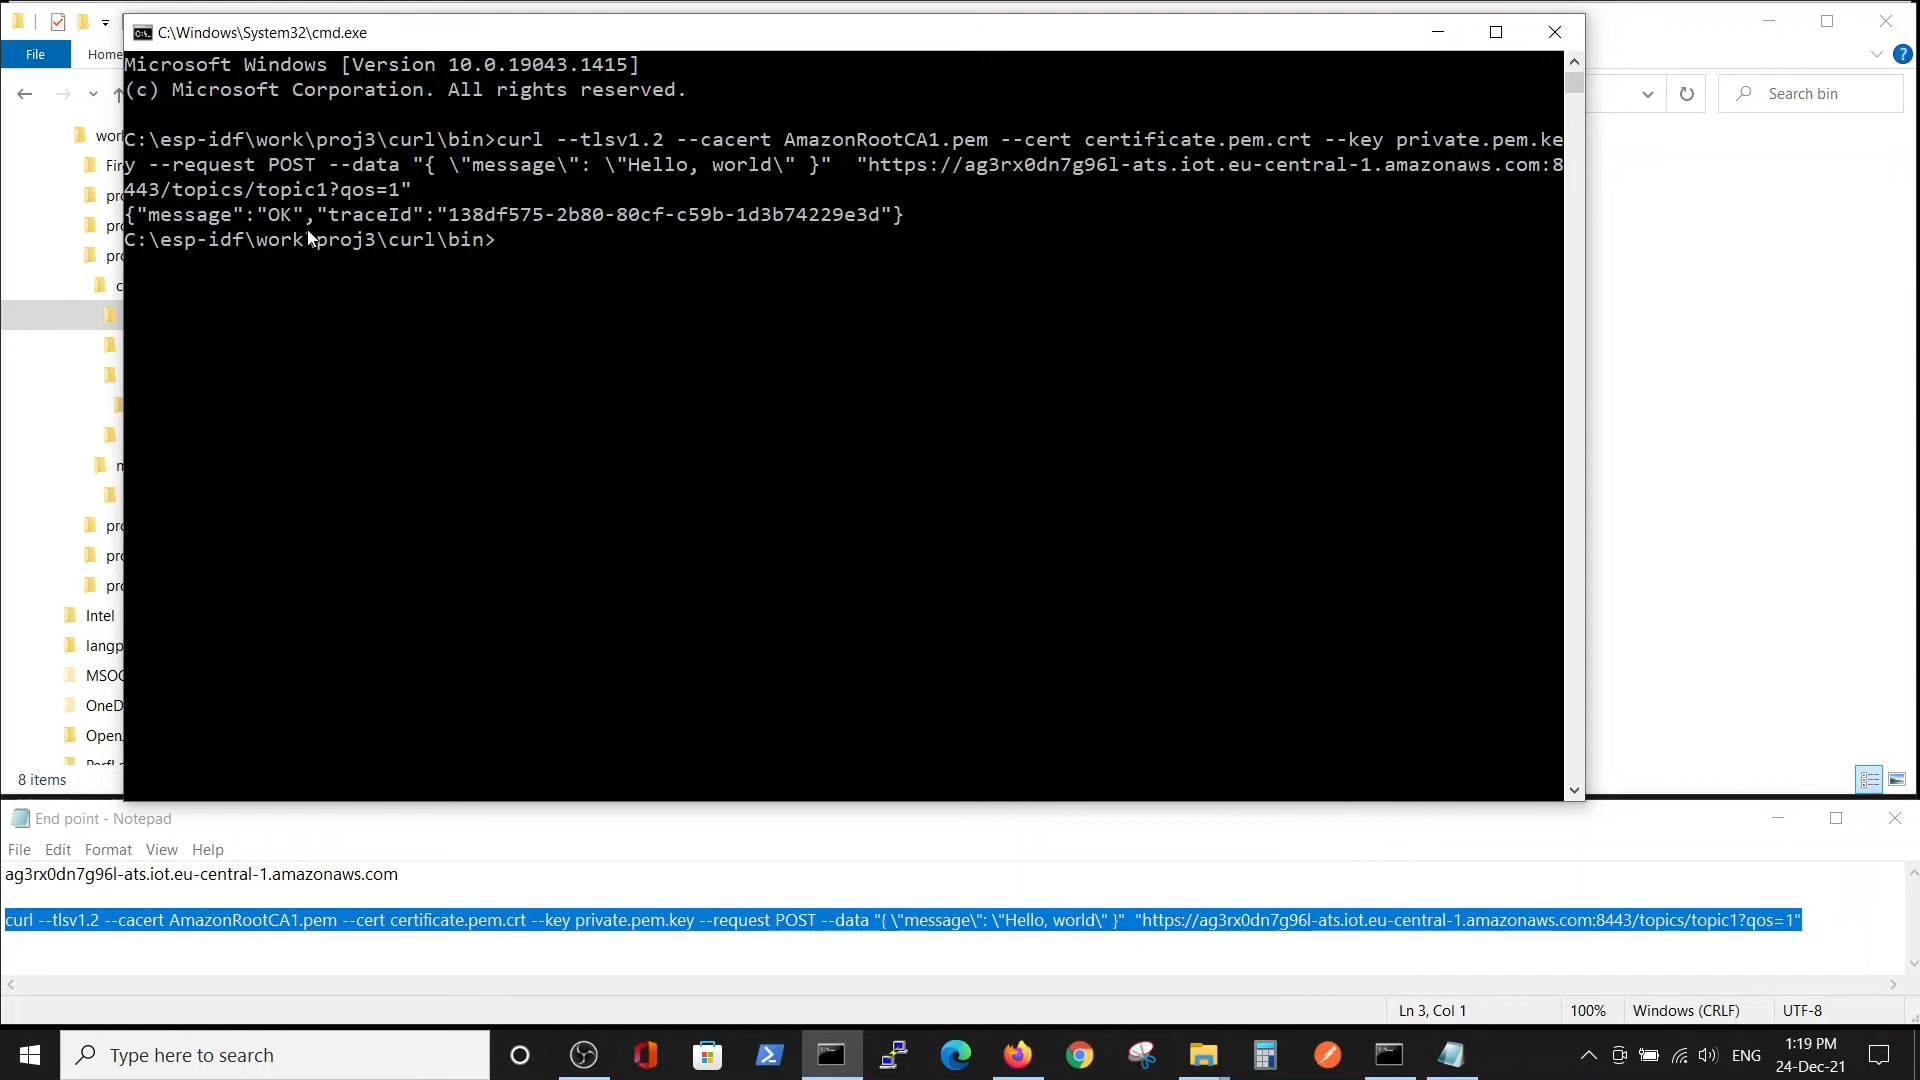 C:\Windows\System32\cmd.exe
File
Home
Search bin
Microsoft Windows [Version 10.0.19043.1415]
(c) Microsoft Corporation. All rights reserved.
C:\esp-idf\work\proj3\curl\bin>curl --tlsv1.2 --cacert AmazonRootCA1.pem --cert certificate.pem.crt --key private.pem.ke
y --request POST --data "{ \"message\": \"Hello, world\" }"  "https://ag3rx0dn7g96l-ats.iot.eu-central-1.amazonaws.com:8
443/topics/topic1?qos=1"
{"message":"OK","traceId":"138df575-2b80-80cf-c59b-1d3b74229e3d"}
C:\esp-idf\work\proj3\curl\bin>
Intel
8 items
End point - Notepad
File Edit Format View Help
ag3rx0dn7g96l-ats.iot.eu-central-1.amazonaws.com
curl --tlsv1.2 --cacert AmazonRootCA1.pem --cert certificate.pem.crt --key private.pem.key --request POST --data "{ \"message\": \"Hello, world\" }"  "https://ag3rx0dn7g96l-ats.iot.eu-central-1.amazonaws.com:8443/topics/topic1?qos=1"
Ln 3, Col 1
100%
Windows (CRLF)
UTF-8
Type here to search
ENG
1:19 PM
24-Dec-21